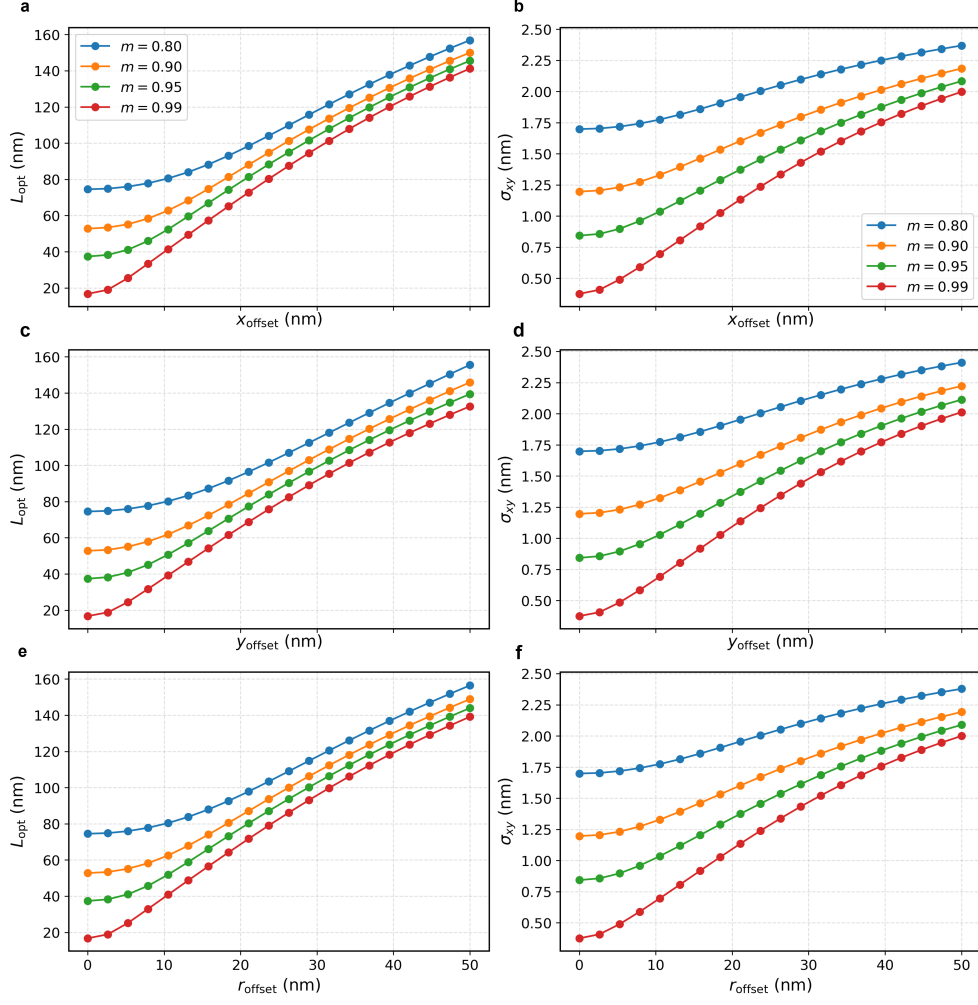 a
160
140
120
100
80
60
40
20
L_opt (nm)
m = 0.80
m = 0.90
m = 0.95
m = 0.99
x_offset (nm)
b
2.50
2.25
2.00
1.75
1.50
1.25
1.00
0.75
0.50
σ_xy (nm)
m = 0.80
m = 0.90
m = 0.95
m = 0.99
x_offset (nm)
c
160
140
120
100
80
60
40
20
L_opt (nm)
y_offset (nm)
d
2.50
2.25
2.00
1.75
1.50
1.25
1.00
0.75
0.50
σ_xy (nm)
y_offset (nm)
e
160
140
120
100
80
60
40
20
L_opt (nm)
0 10 20 30 40 50
r_offset (nm)
f
2.50
2.25
2.00
1.75
1.50
1.25
1.00
0.75
0.50
σ_xy (nm)
0 10 20 30 40 50
r_offset (nm)